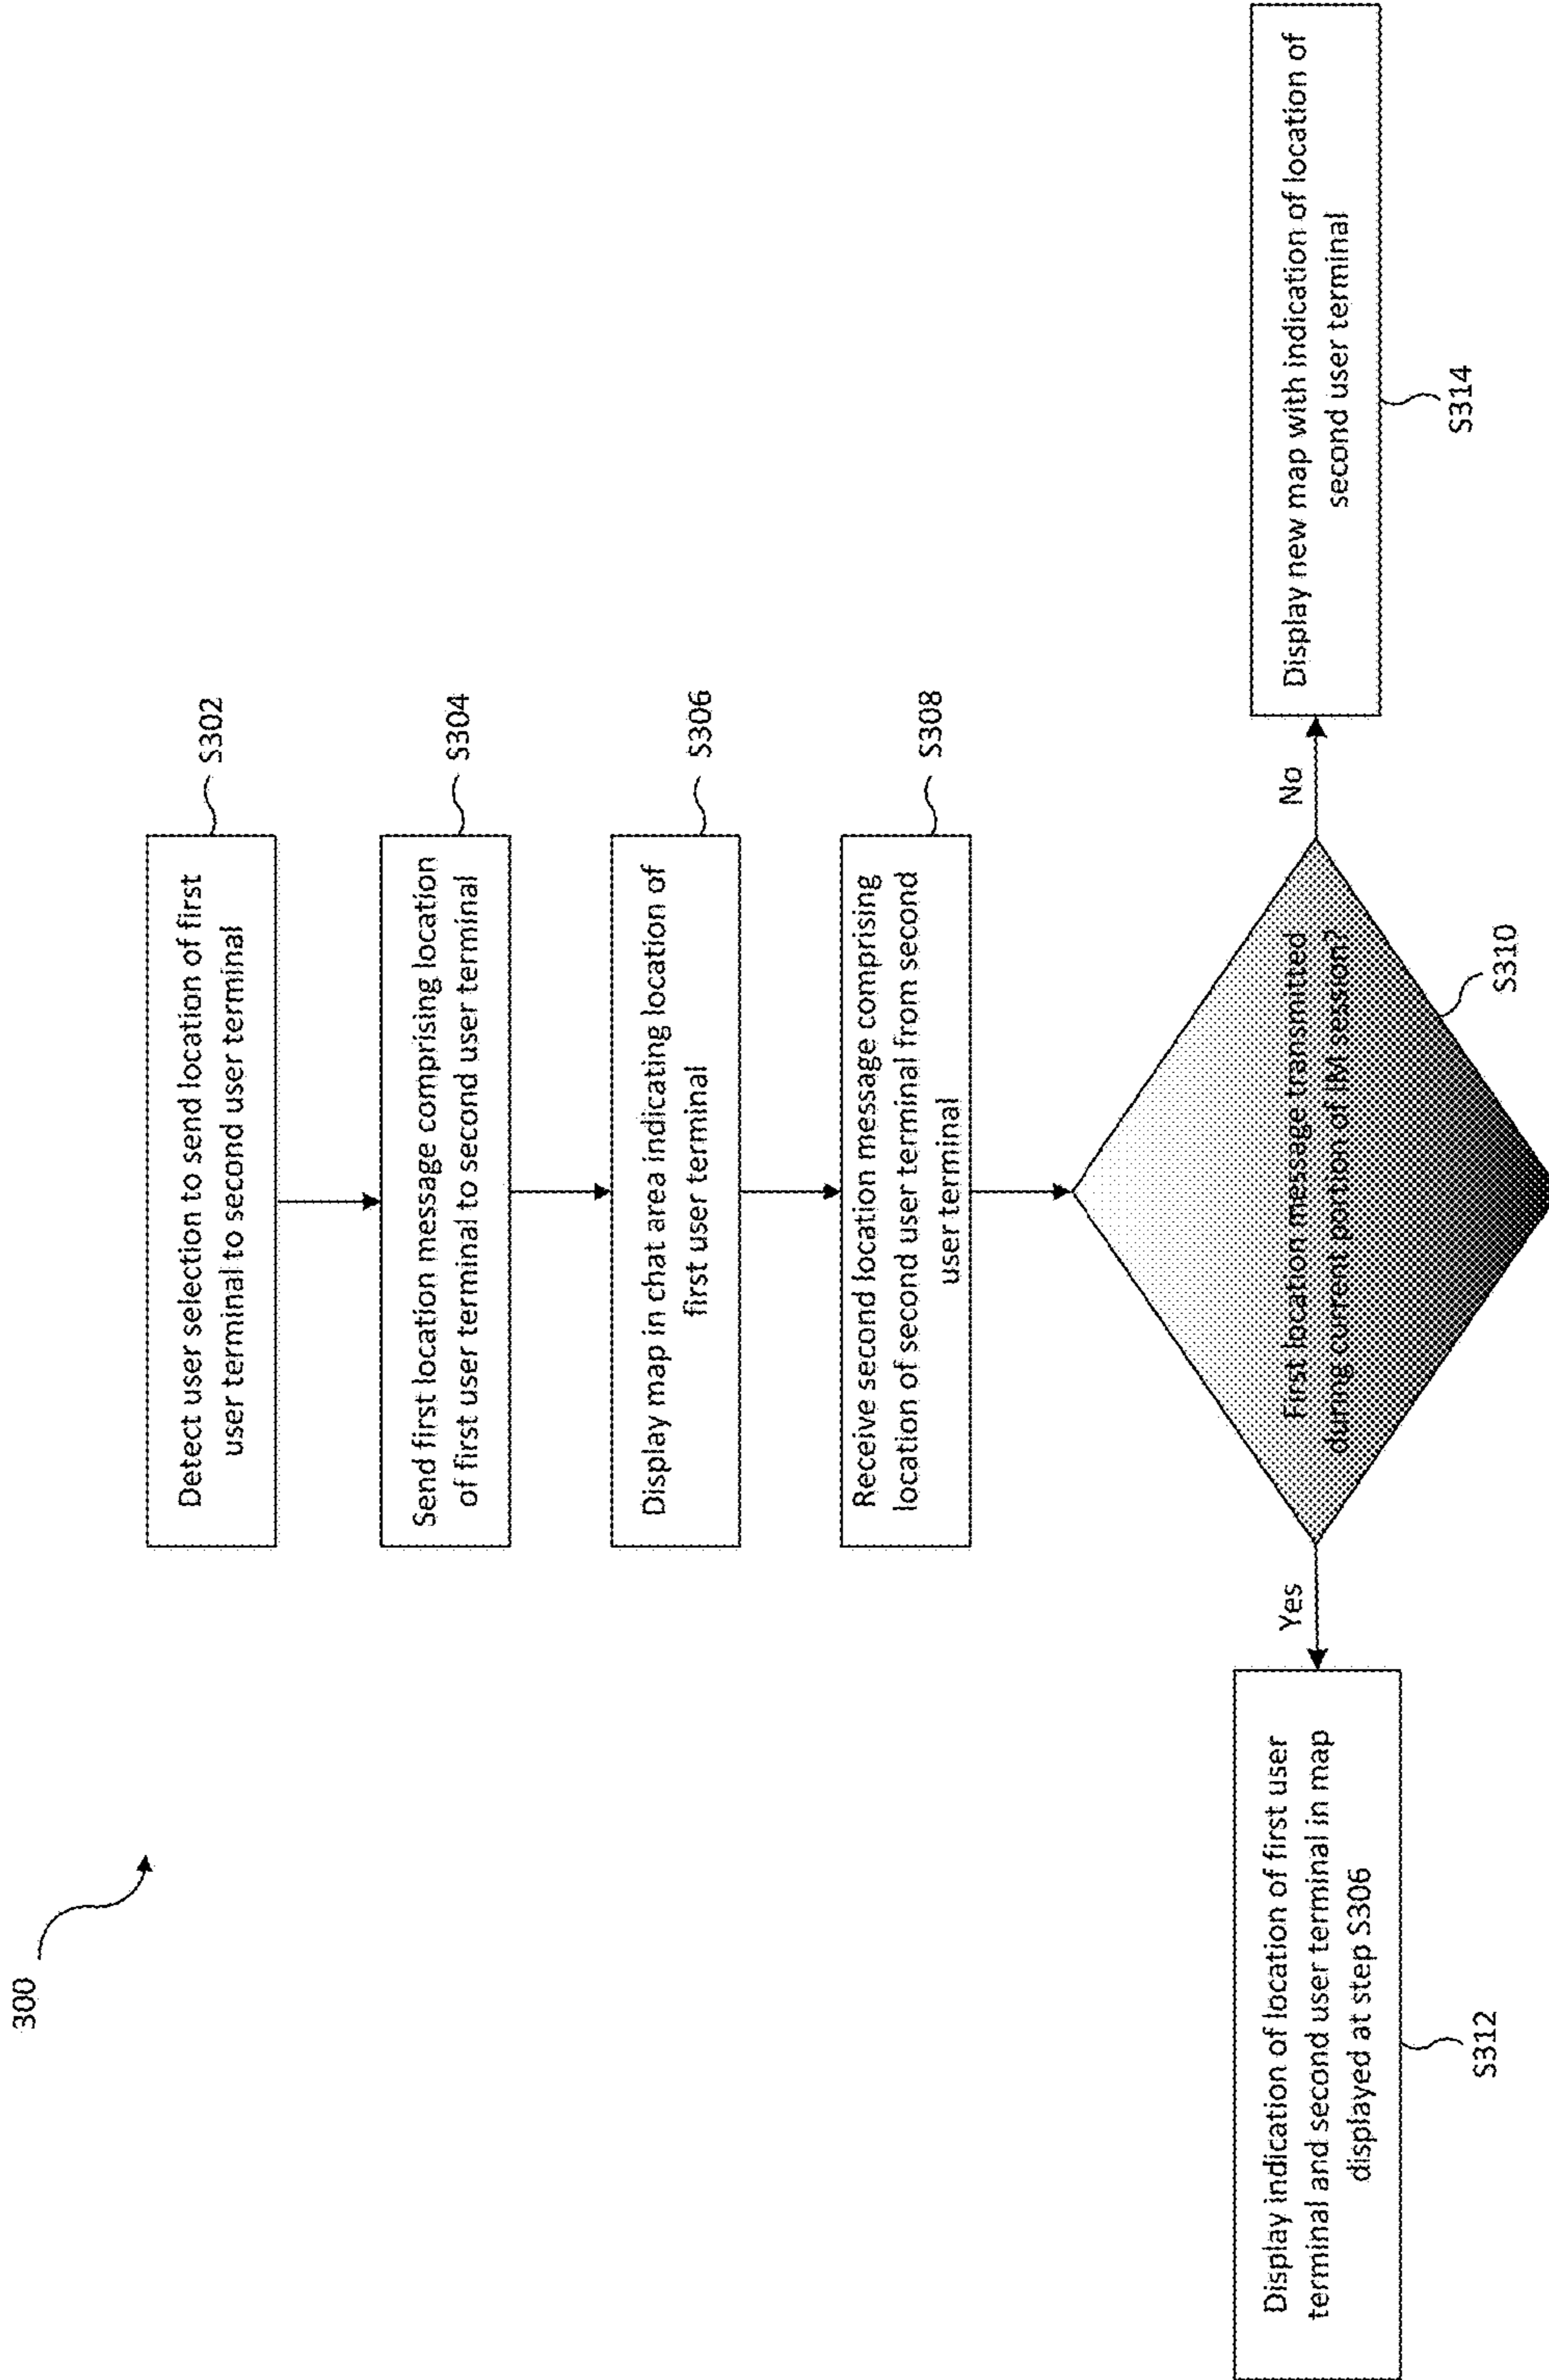 300
Detect user selection to send location of first
user terminal to second user terminal
S302
Send first location message comprising location
of first user terminal to second user terminal
S304
Display map in chat area indicating location of
first user terminal
S306
Receive second location message comprising
location of second user terminal from second
user terminal
S308
First location message transmitted
during current portion of IM session?
S310
Yes
No
Display indication of location of first user
terminal and second user terminal in map
displayed at step S306
S312
Display new map with indication of location of
second user terminal
S314